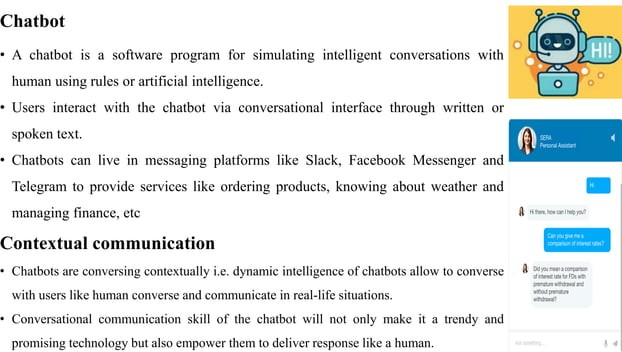 Chatbot
• A chatbot is a software program for simulating intelligent conversations with
human using rules or artificial intelligence.
• Users interact with the chatbot via conversational interface through written or
spoken text.
• Chatbots can live in messaging platforms like Slack, Facebook Messenger and
Telegram to provide services like ordering products, knowing about weather and
managing finance, etc
Contextual communication
• Chatbots are conversing contextually i.e. dynamic intelligence of chatbots allow to converse
with users like human converse and communicate in real-life situations.
• Conversational communication skill of the chatbot will not only make it a trendy and
promising technology but also empower them to deliver response like a human.
HI!
SERA
Personal Assistant
Hi
Hi there, how can I help you?
Can you give me a
comparison of interest rates?
Did you mean a comparison
of interest rate for FDs with
premature withdrawal and
without premature
withdrawal?
Ask something...